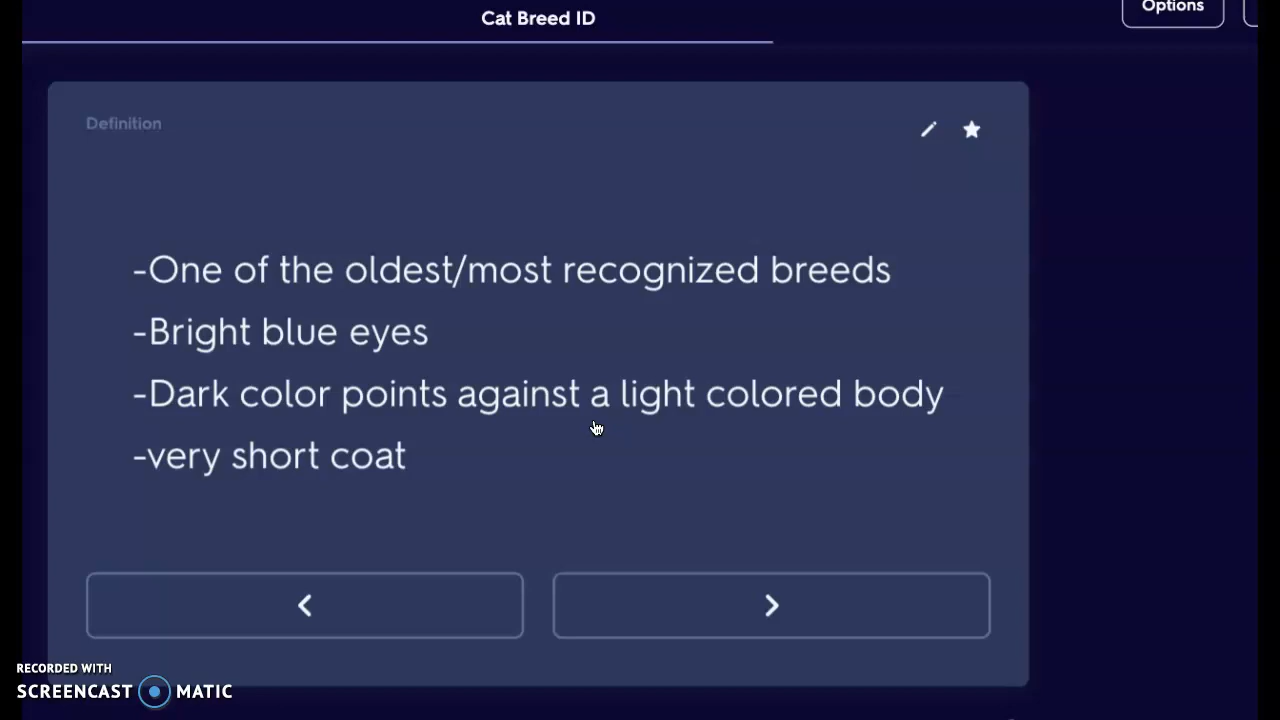 Cat Breed ID
Options
Definition
-One of the oldest/most recognized breeds
-Bright blue eyes
-Dark color points against a light colored body
-very short coat
RECORDED WITH
SCREENCAST MATIC